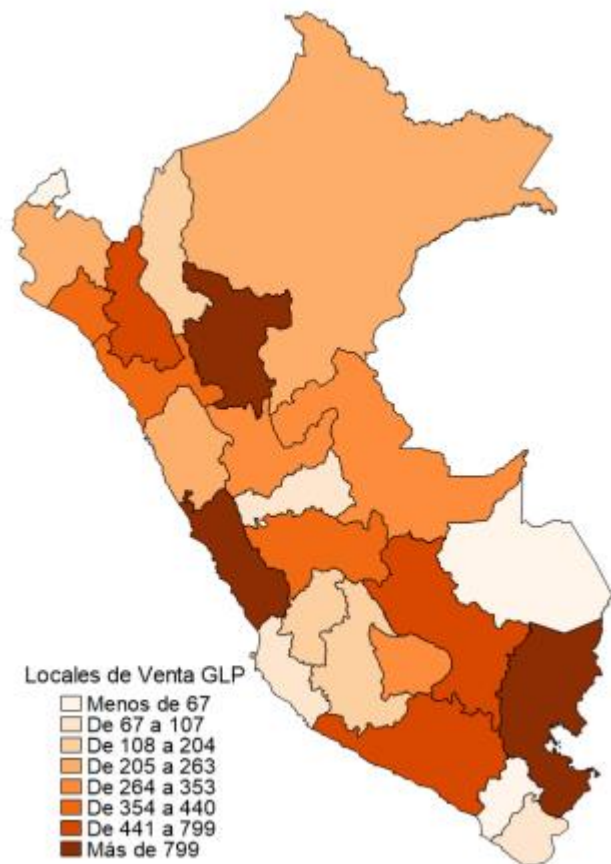 Locales de Venta GLP
Menos de 67
De 67 a 107
De 108 a 204
De 205 a 263
De 264 a 353
De 354 a 440
De 441 a 799
Más de 799